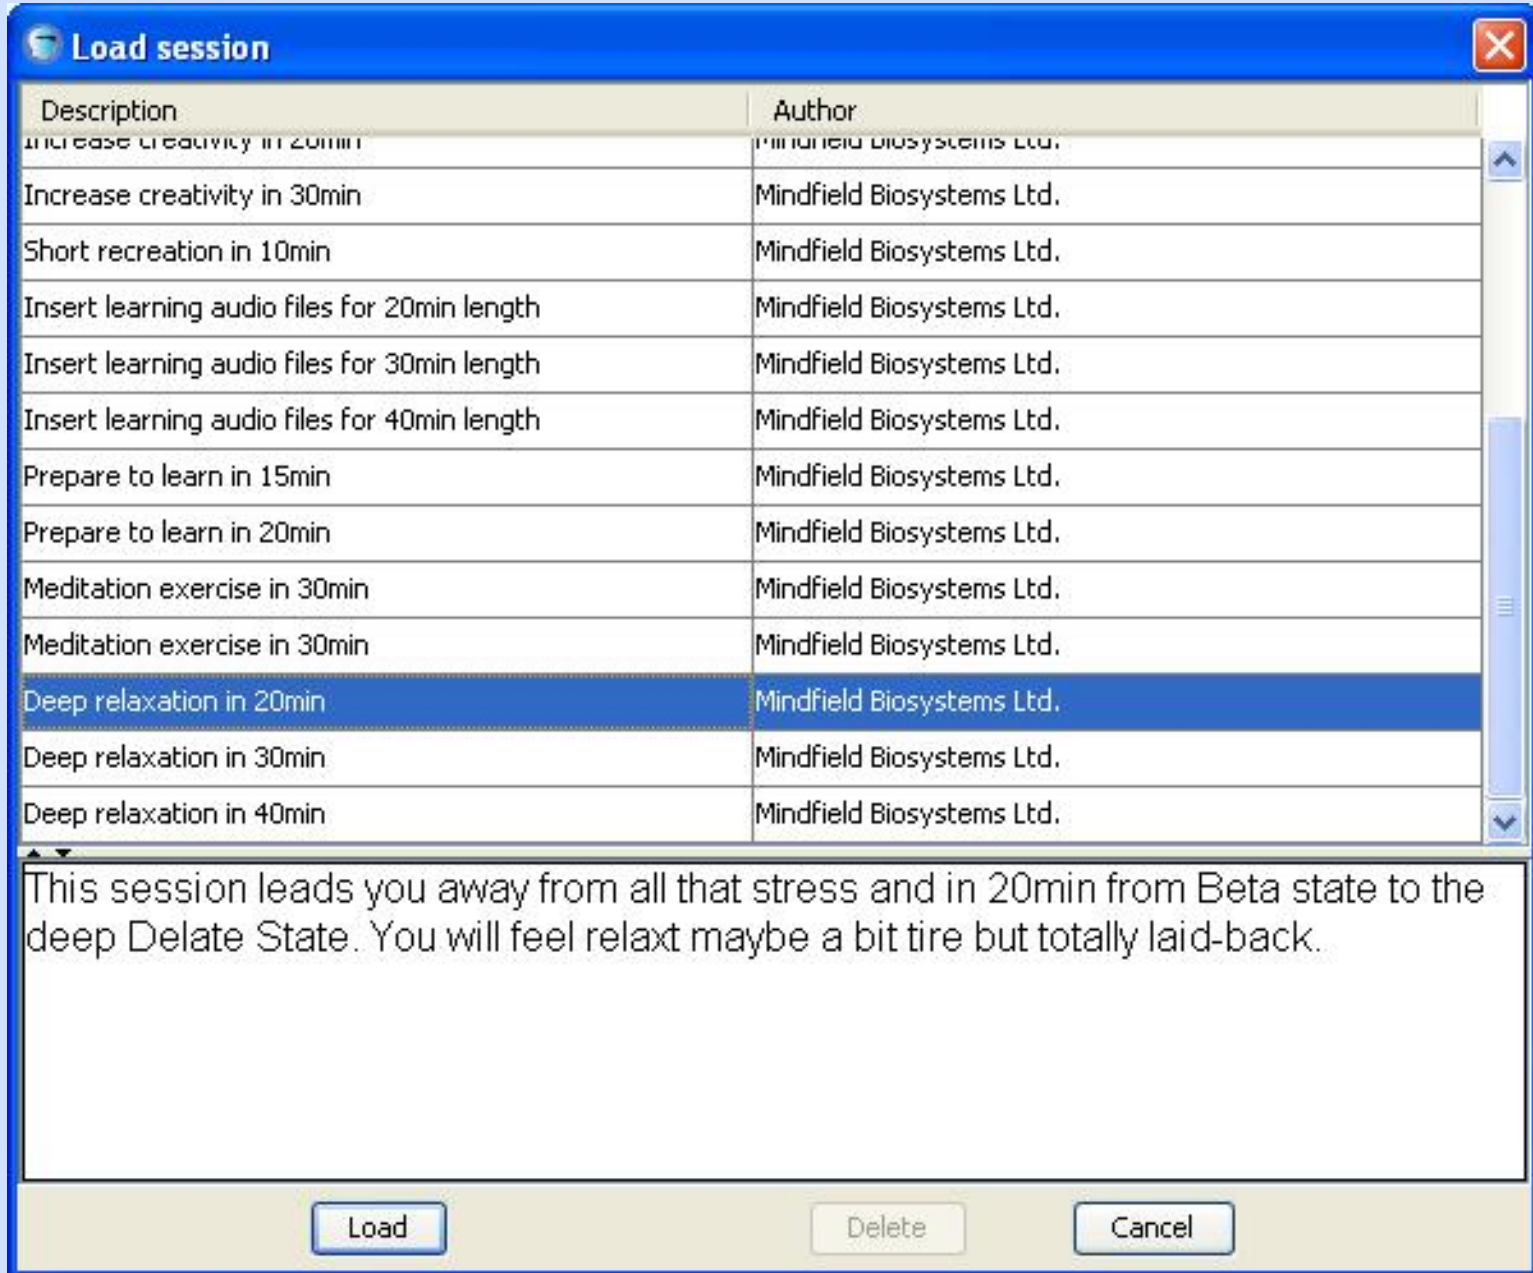 Load session
Description Author
Increase creativity in 20min Mindfield Biosystems Ltd.
Increase creativity in 30min Mindfield Biosystems Ltd.
Short recreation in 10min Mindfield Biosystems Ltd.
Insert learning audio files for 20min length Mindfield Biosystems Ltd.
Insert learning audio files for 30min length Mindfield Biosystems Ltd.
Insert learning audio files for 40min length Mindfield Biosystems Ltd.
Prepare to learn in 15min Mindfield Biosystems Ltd.
Prepare to learn in 20min Mindfield Biosystems Ltd.
Meditation exercise in 30min Mindfield Biosystems Ltd.
Meditation exercise in 30min Mindfield Biosystems Ltd.
Deep relaxation in 20min Mindfield Biosystems Ltd.
Deep relaxation in 30min Mindfield Biosystems Ltd.
Deep relaxation in 40min Mindfield Biosystems Ltd.
This session leads you away from all that stress and in 20min from Beta state to the
deep Delate State. You will feel relaxt maybe a bit tire but totally laid-back.
Load Delete Cancel